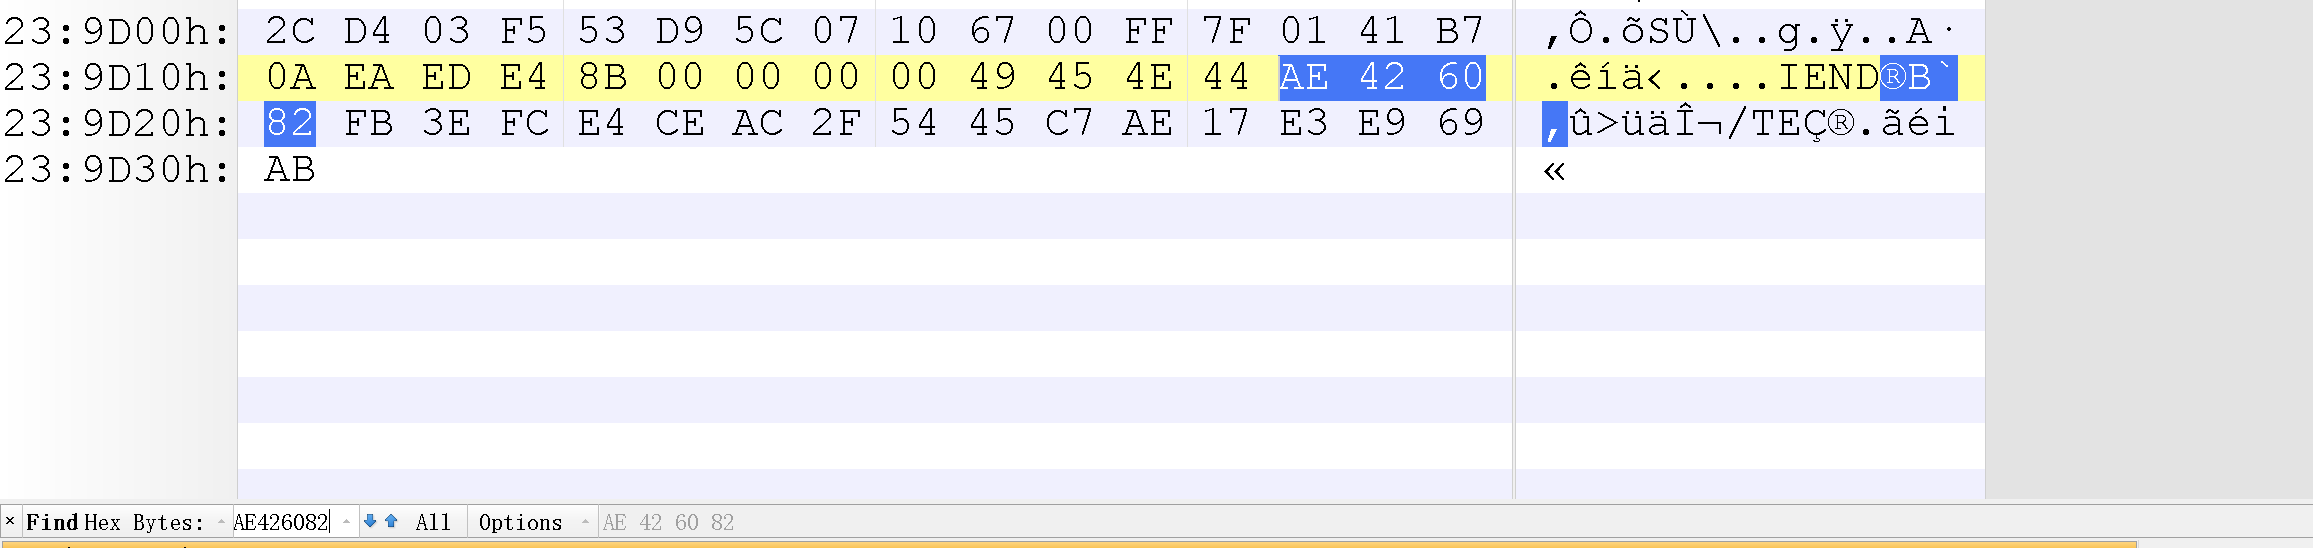 23:9D00h: 2C D4 03 F5 53 D9 5C 07 10 67 00 FF 7F 01 41 B7 ,Ô.õSÙ\..g.ÿ..A·
23:9D10h: 0A EA ED E4 8B 00 00 00 00 49 45 4E 44 AE 42 60 .êíä‹....IEND®B`
23:9D20h: 82 FB 3E FC E4 CE AC 2F 54 45 C7 AE 17 E3 E9 69 ‚û>üäÎ¬/TEÇ®.ãéi
23:9D30h: AB «
× Find Hex Bytes: AE426082 All Options AE 42 60 82